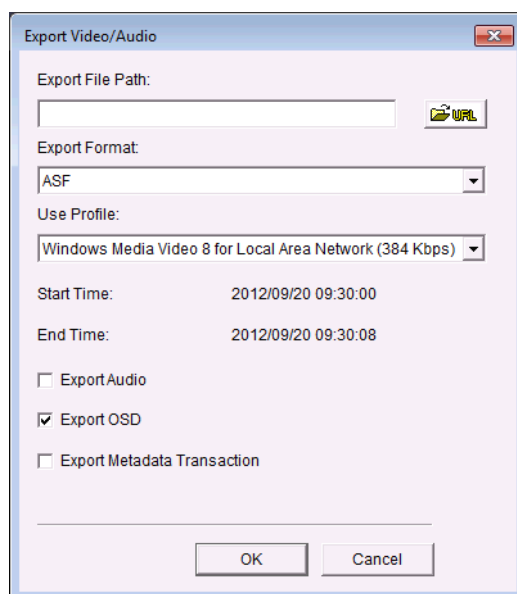 Export Video/Audio
Export File Path:
URL
Export Format:
ASF
Use Profile:
Windows Media Video 8 for Local Area Network (384 Kbps)
Start Time: 2012/09/20 09:30:00
End Time: 2012/09/20 09:30:08
Export Audio
Export OSD
Export Metadata Transaction
OK Cancel